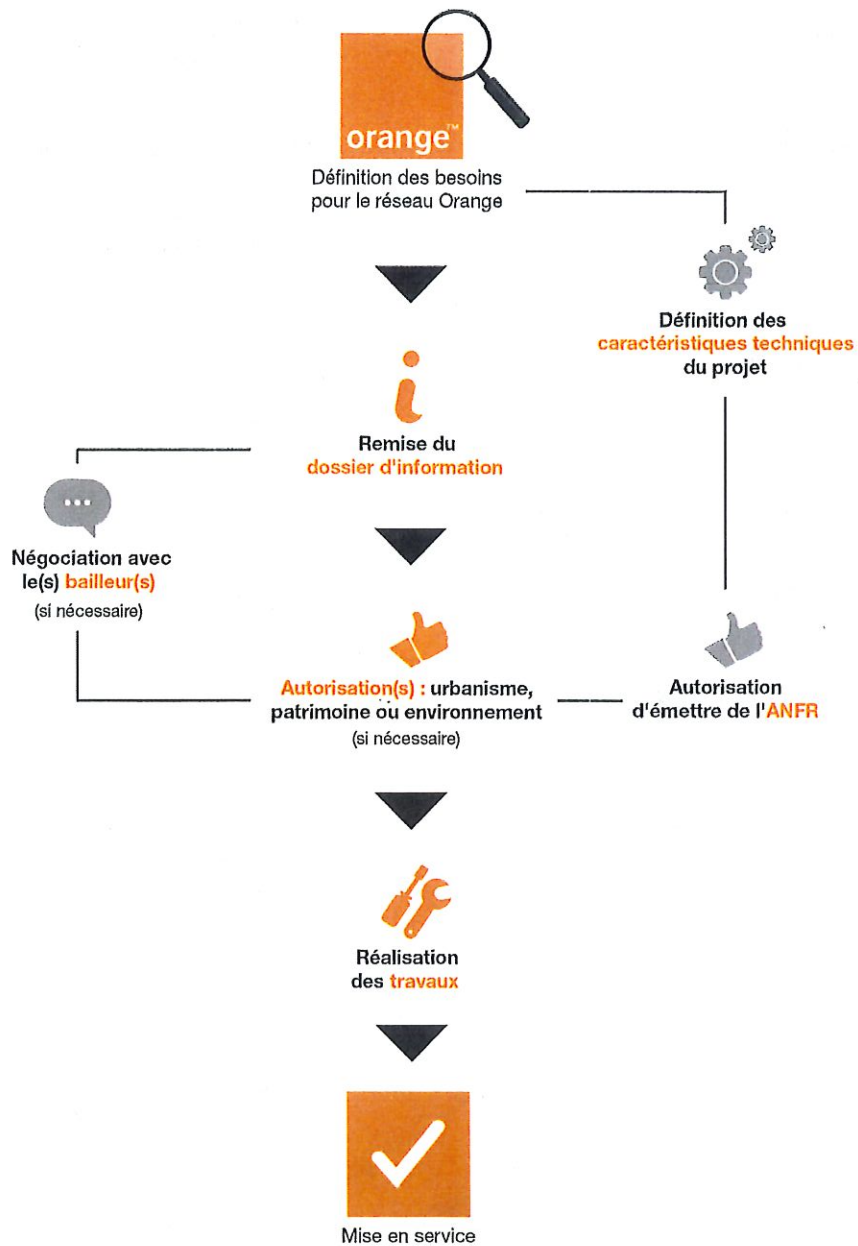 orange™
Définition des besoins
pour le réseau Orange
Définition des
caractéristiques techniques
du projet
Remise du
dossier d'information
Négociation avec
le(s) bailleur(s)
(si nécessaire)
Autorisation(s) : urbanisme,
patrimoine ou environnement
(si nécessaire)
Autorisation
d'émettre de l'ANFR
Réalisation
des travaux
Mise en service